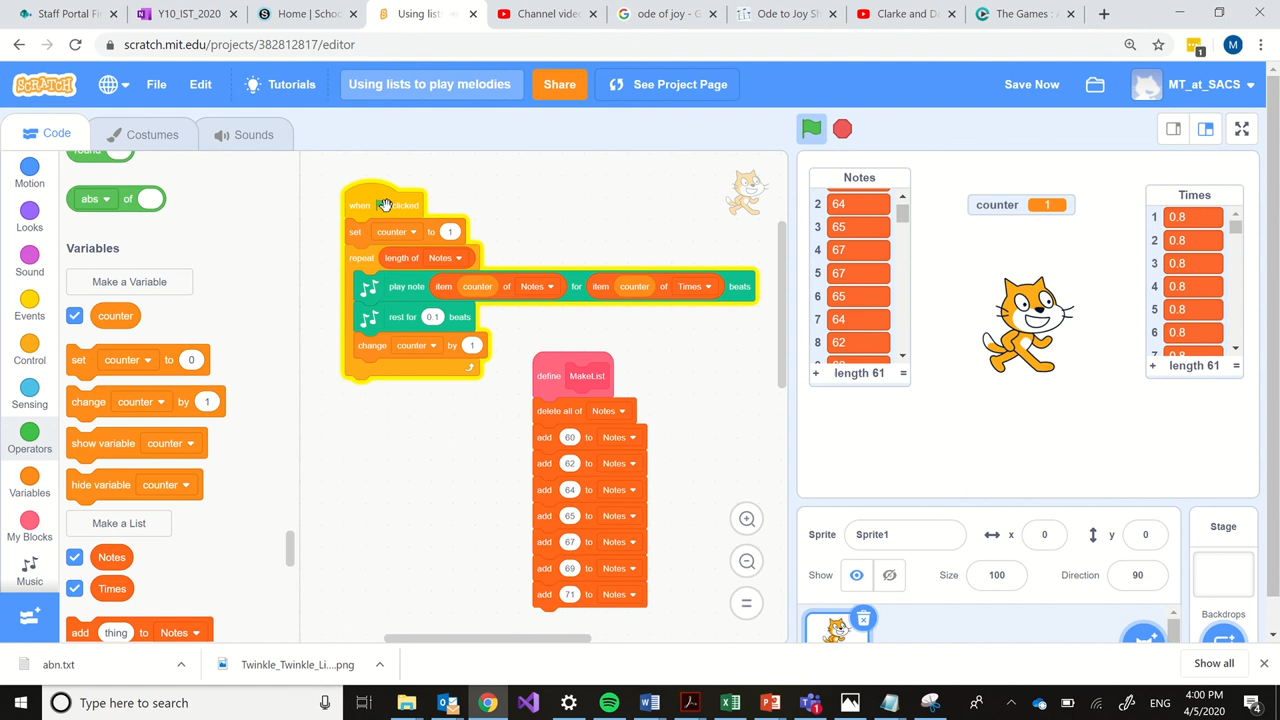 Staff Portal Fi
Y10_IST_2020
Home | Schoo
Using lists
Channel video
ode of joy - G
Ode to Joy Sh
Clarke and D
The Games : A
scratch.mit.edu/projects/382812817/editor
1
M
SCRATCH
File
Edit
Tutorials
Using lists to play melodies
Share
See Project Page
Save Now
MT_at_SACS
Code
Costumes
Sounds
Motion
Looks
Sound
Events
Control
Sensing
Operators
Variables
My Blocks
Music
abs of
Variables
Make a Variable
counter
set counter to 0
change counter by 1
show variable counter
hide variable counter
Make a List
Notes
Times
add thing to Notes
when clicked
set counter to 1
repeat length of Notes
play note item counter of Notes for item counter of Times beats
rest for 0.1 beats
change counter by 1
define MakeList
delete all of Notes
add 60 to Notes
add 62 to Notes
add 64 to Notes
add 65 to Notes
add 67 to Notes
add 69 to Notes
add 71 to Notes
Notes
2 64
3 65
4 67
5 67
6 65
7 64
8 62
+ length 61 =
counter 1
Times
1 0.8
2 0.8
3 0.8
4 0.8
5 0.8
6 0.8
7 0.8
+ length 61 =
Sprite Sprite1 x 0 y 0
Show Size 100 Direction 90
Stage
Backdrops
abn.txt
Twinkle_Twinkle_Li....png
Show all
Type here to search
ENG
4:00 PM
4/5/2020
4